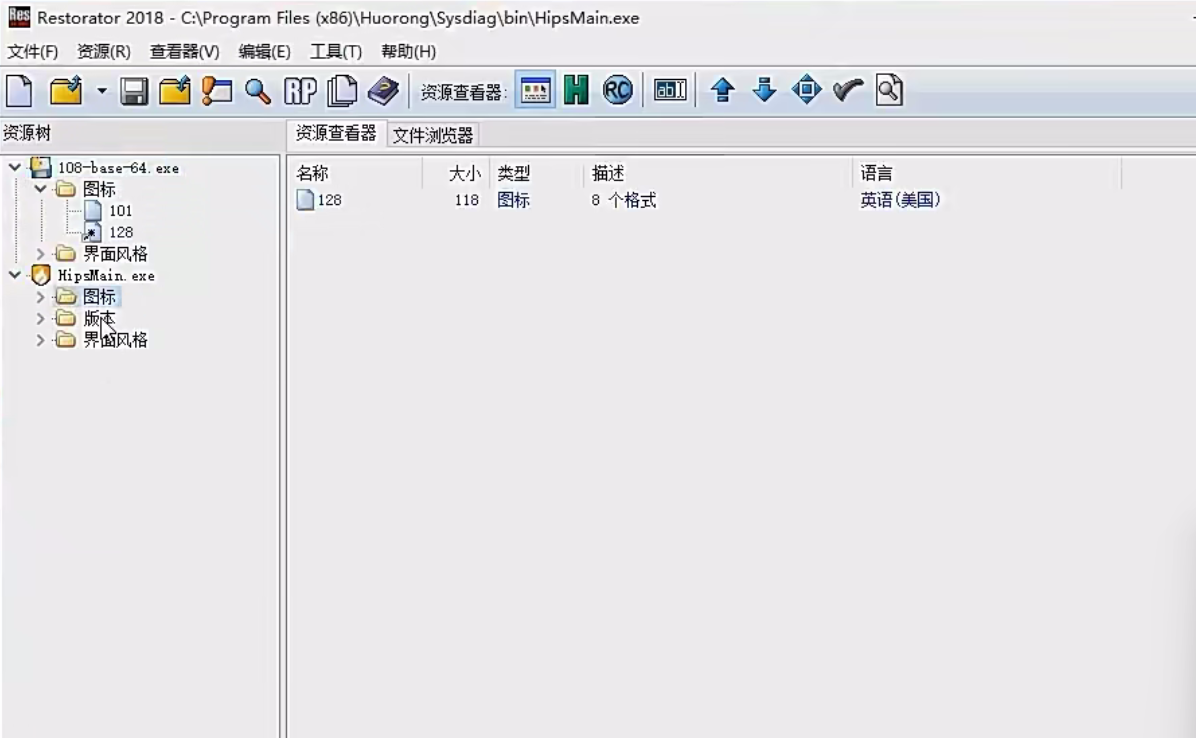 Restorator 2018 - C:\Program Files (x86)\Huorong\Sysdiag\bin\HipsMain.exe
文件(F) 资源(R) 查看器(V) 编辑(E) 工具(T) 帮助(H)
RP 资源查看器: H RC ab
资源树 资源查看器 文件浏览器
108-base-64.exe
图标
101
128
界面风格
HipsMain.exe
图标
版本
界面风格
名称 大小 类型 描述 语言
128 118 图标 8 个格式 英语(美国)